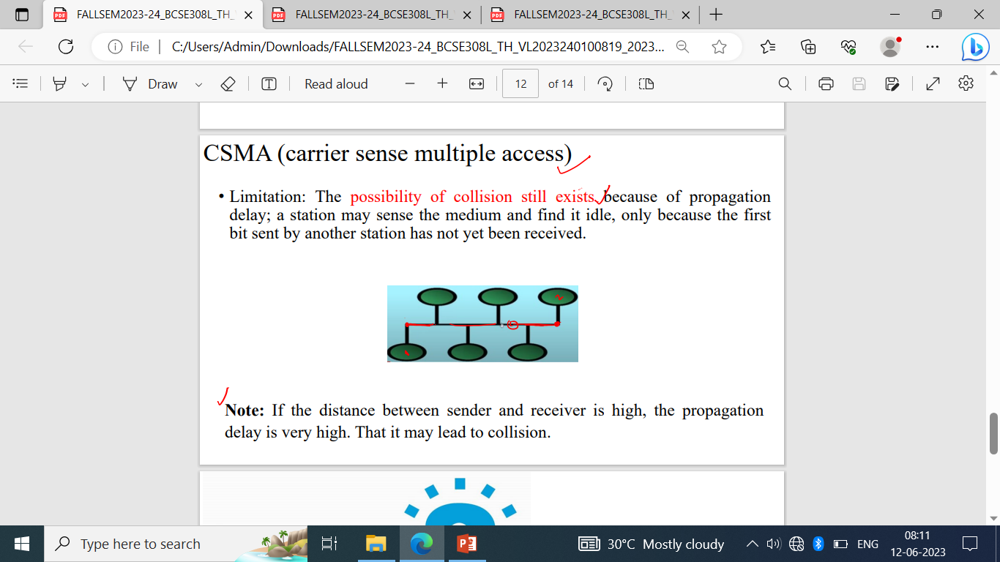 FALLSEM2023-24_BCSE308L_TH_
FALLSEM2023-24_BCSE308L_TH_
FALLSEM2023-24_BCSE308L_TH_
File
C:/Users/Admin/Downloads/FALLSEM2023-24_BCSE308L_TH_VL2023240100819_2023...
Draw
T
Read aloud
12
of 14
CSMA (carrier sense multiple access)
• Limitation: The possibility of collision still exists because of propagation
delay; a station may sense the medium and find it idle, only because the first
bit sent by another station has not yet been received.
Note: If the distance between sender and receiver is high, the propagation
delay is very high. That it may lead to collision.
Type here to search
30°C Mostly cloudy
ENG
08:11
12-06-2023